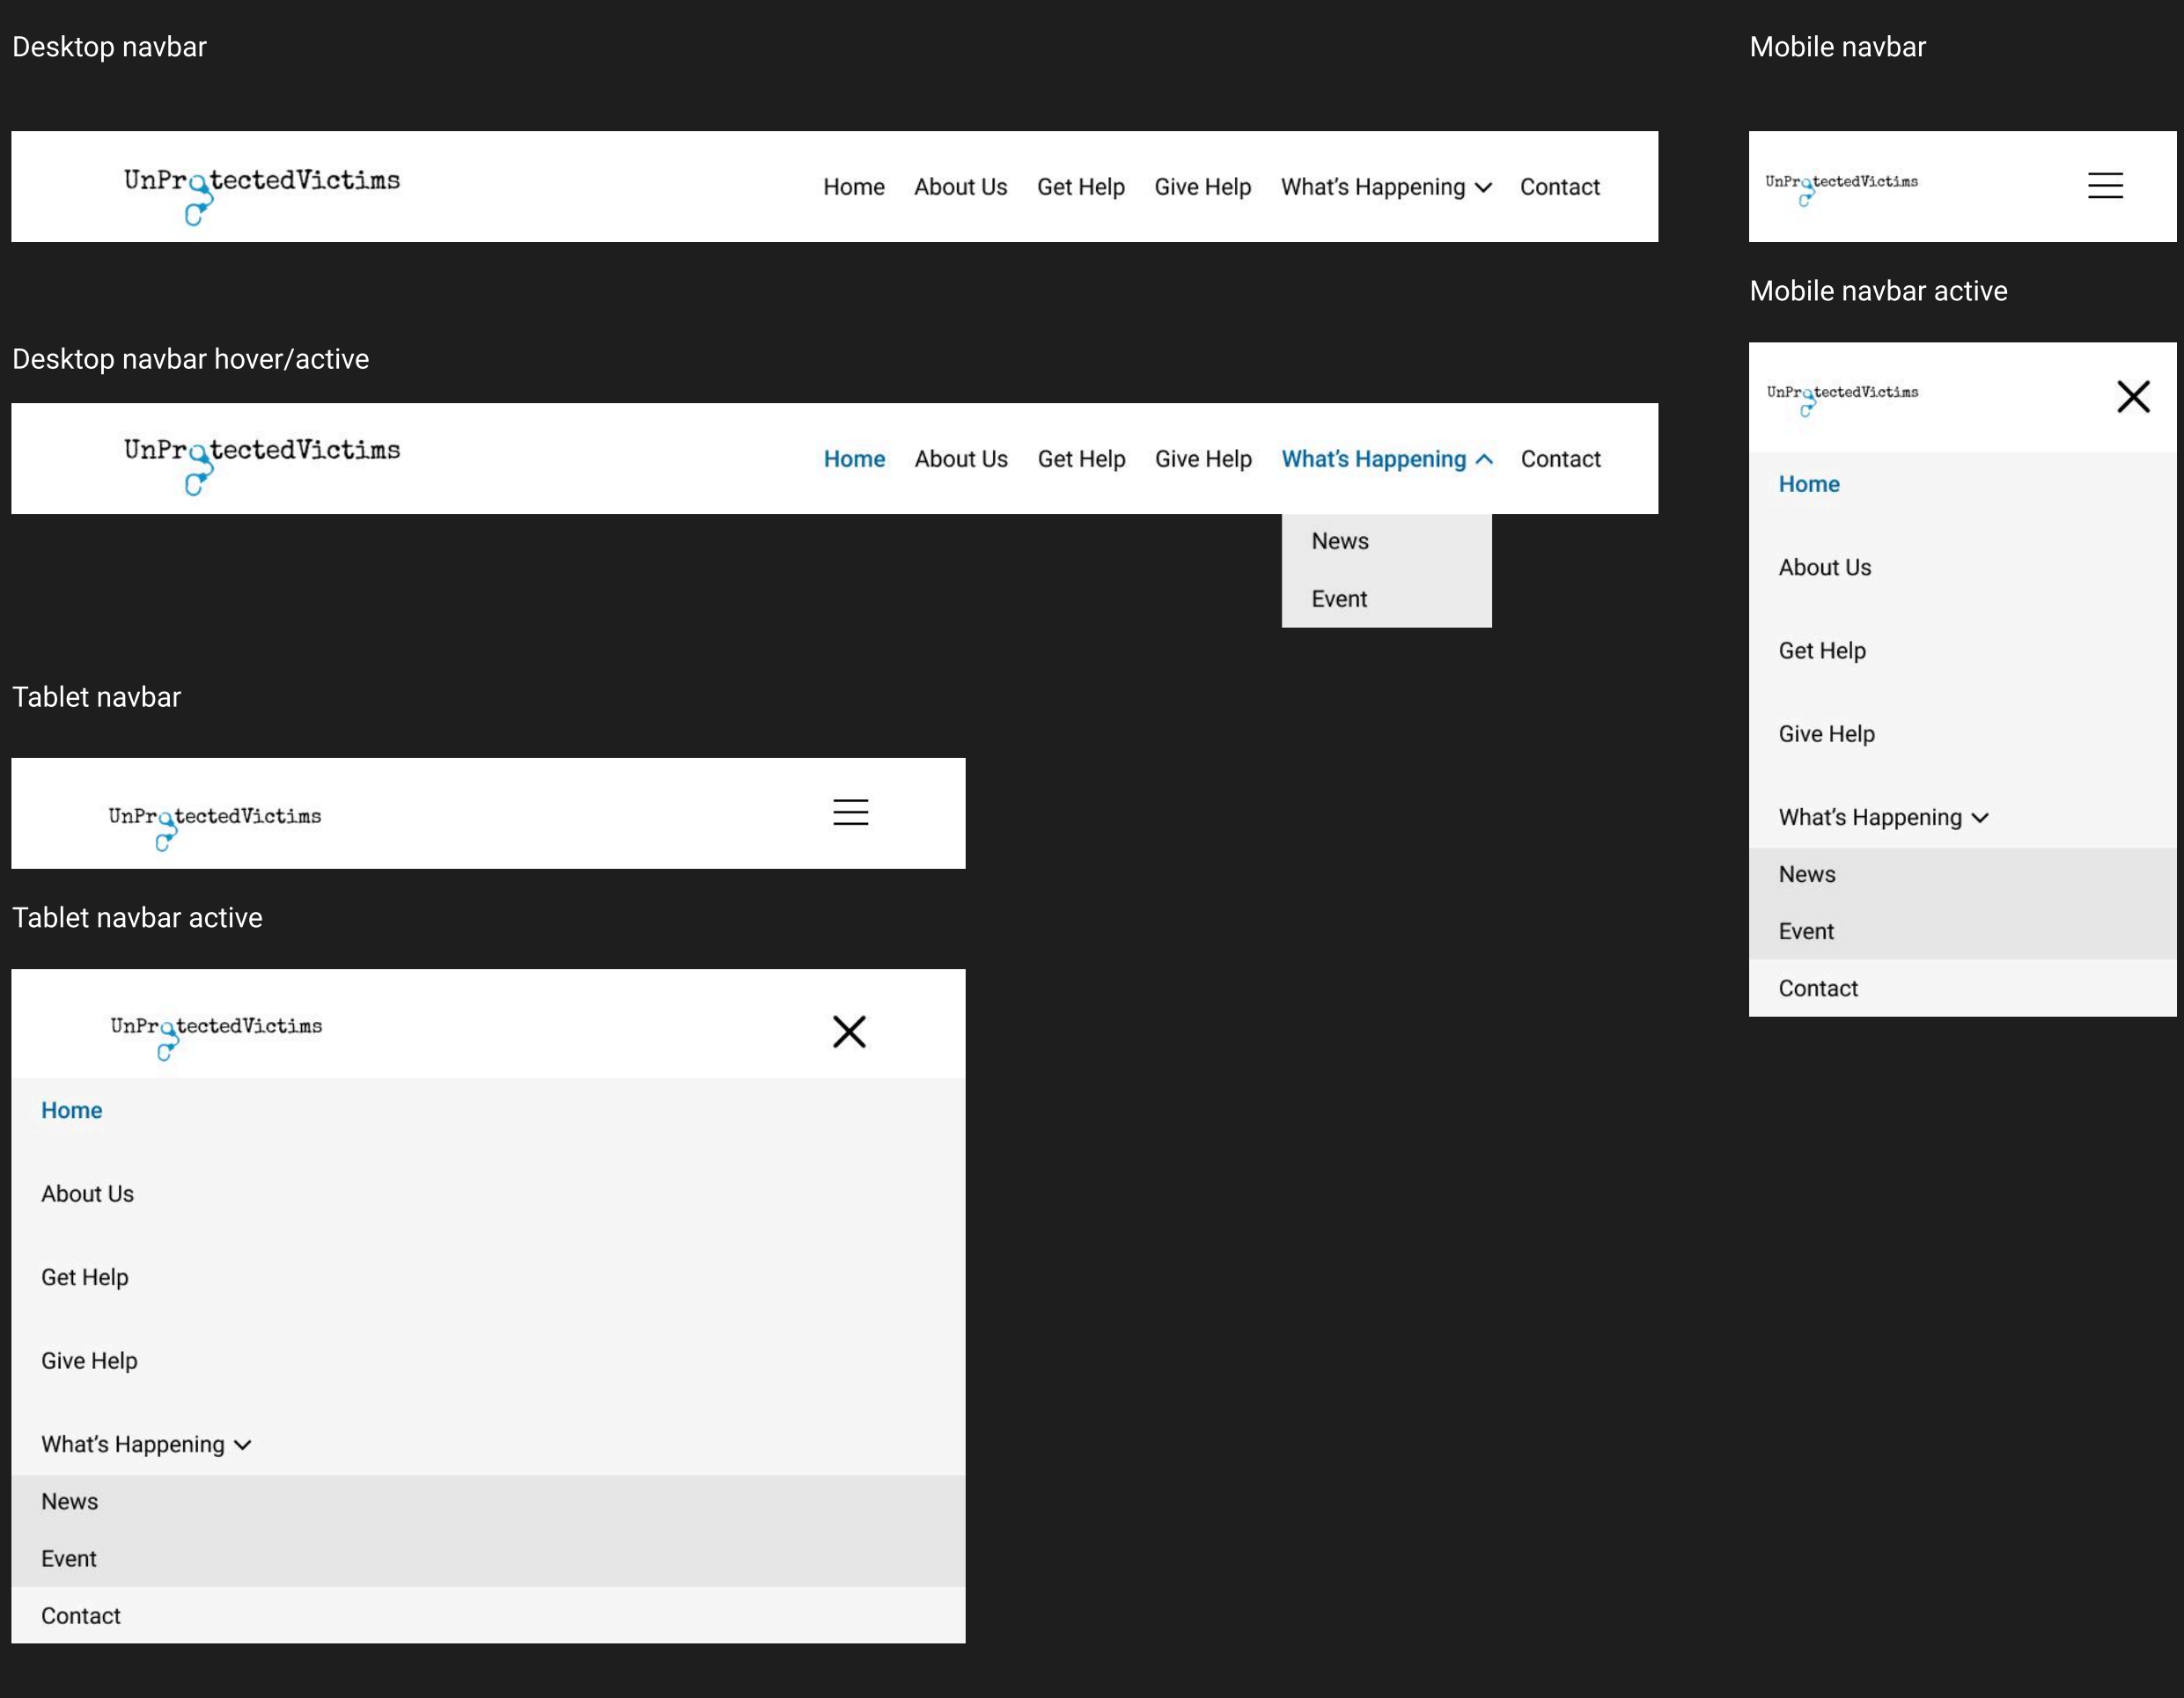 Desktop navbar
UnProtectedVictims
Home About Us Get Help Give Help What's Happening Contact
Desktop navbar hover/active
UnProtectedVictims
Home About Us Get Help Give Help What's Happening Contact
News
Event
Tablet navbar
UnProtectedVictims
Tablet navbar active
UnProtectedVictims
Home
About Us
Get Help
Give Help
What's Happening
News
Event
Contact
Mobile navbar
UnProtectedVictims
Mobile navbar active
UnProtectedVictims
Home
About Us
Get Help
Give Help
What's Happening
News
Event
Contact